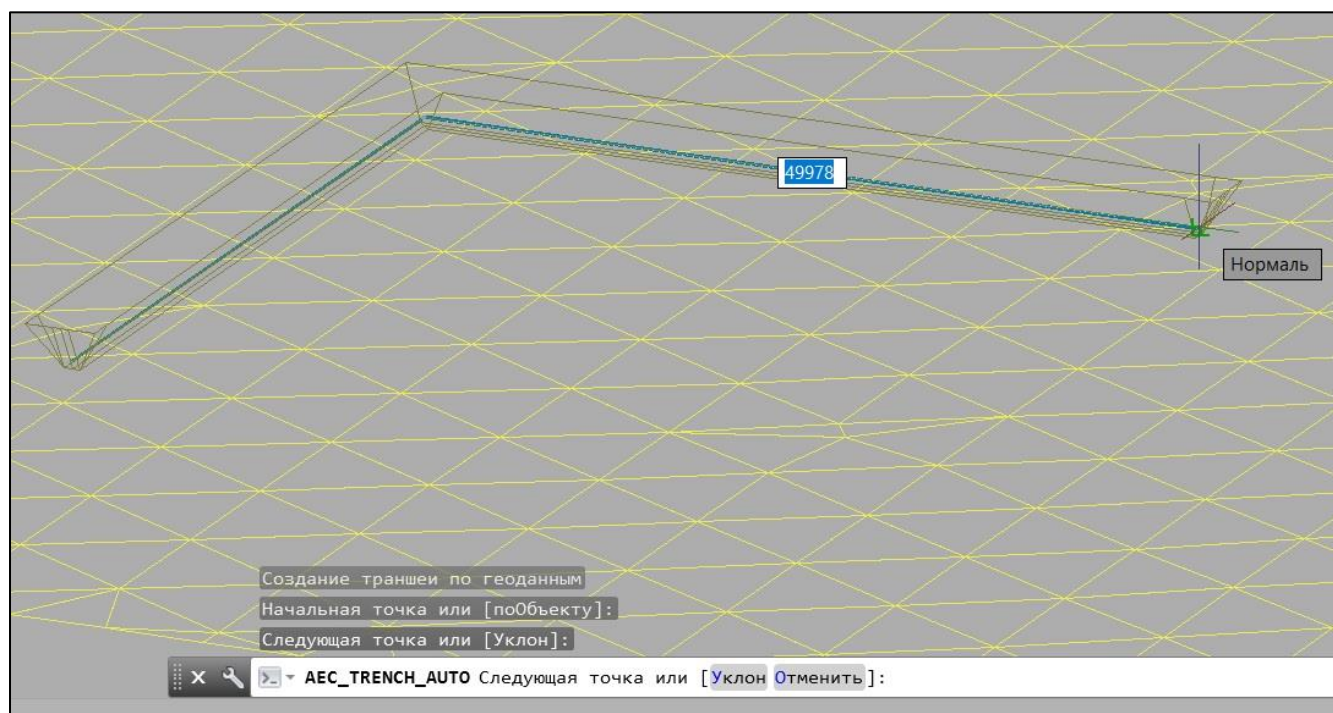 49978
Нормаль
Создание траншеи по геоданным
Начальная точка или [поОбъекту]:
Следующая точка или [Уклон]:
AEC_TRENCH_AUTO Следующая точка или [Уклон Отменить]: